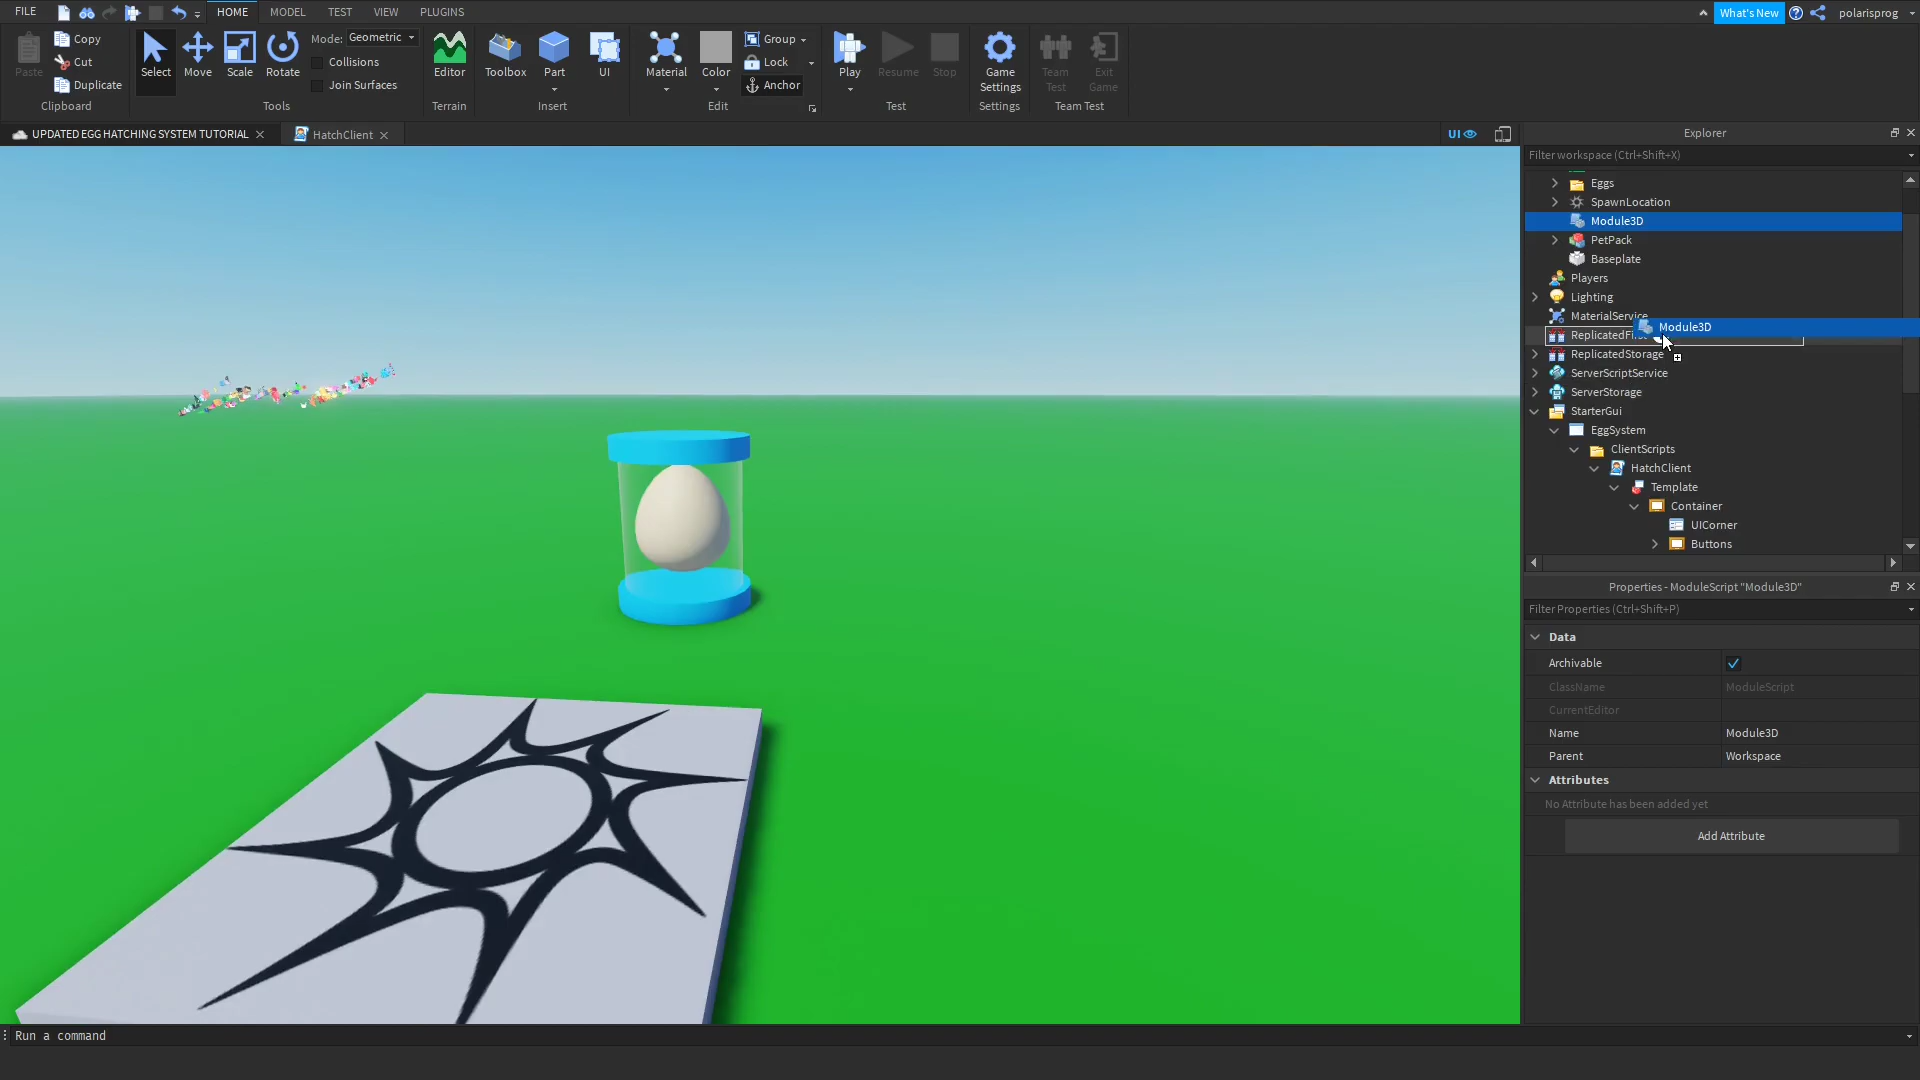 FILE HOME MODEL TEST VIEW PLUGINS What's New polarisprog
Copy
Cut
Duplicate
Paste
Clipboard
Select Move Scale Rotate
Mode: Geometric
Collisions
Join Surfaces
Tools
Editor
Terrain
Toolbox Part UI
Insert
Material Color
Group
Lock
Anchor
Edit
Play Resume Stop
Test
Game Settings
Settings
Team Test
Exit Game
Team Test
UPDATED EGG HATCHING SYSTEM TUTORIAL
HatchClient
UI
Explorer
Filter workspace (Ctrl+Shift+X)
Eggs
SpawnLocation
Module3D
PetPack
Baseplate
Players
Lighting
MaterialService
Module3D
ReplicatedFirst
ReplicatedStorage
ServerScriptService
ServerStorage
StarterGui
EggSystem
ClientScripts
HatchClient
Template
Container
UICorner
Buttons
Properties - ModuleScript "Module3D"
Filter Properties (Ctrl+Shift+P)
Data
Archivable
ClassName ModuleScript
CurrentEditor
Name Module3D
Parent Workspace
Attributes
No Attribute has been added yet
Add Attribute
Run a command